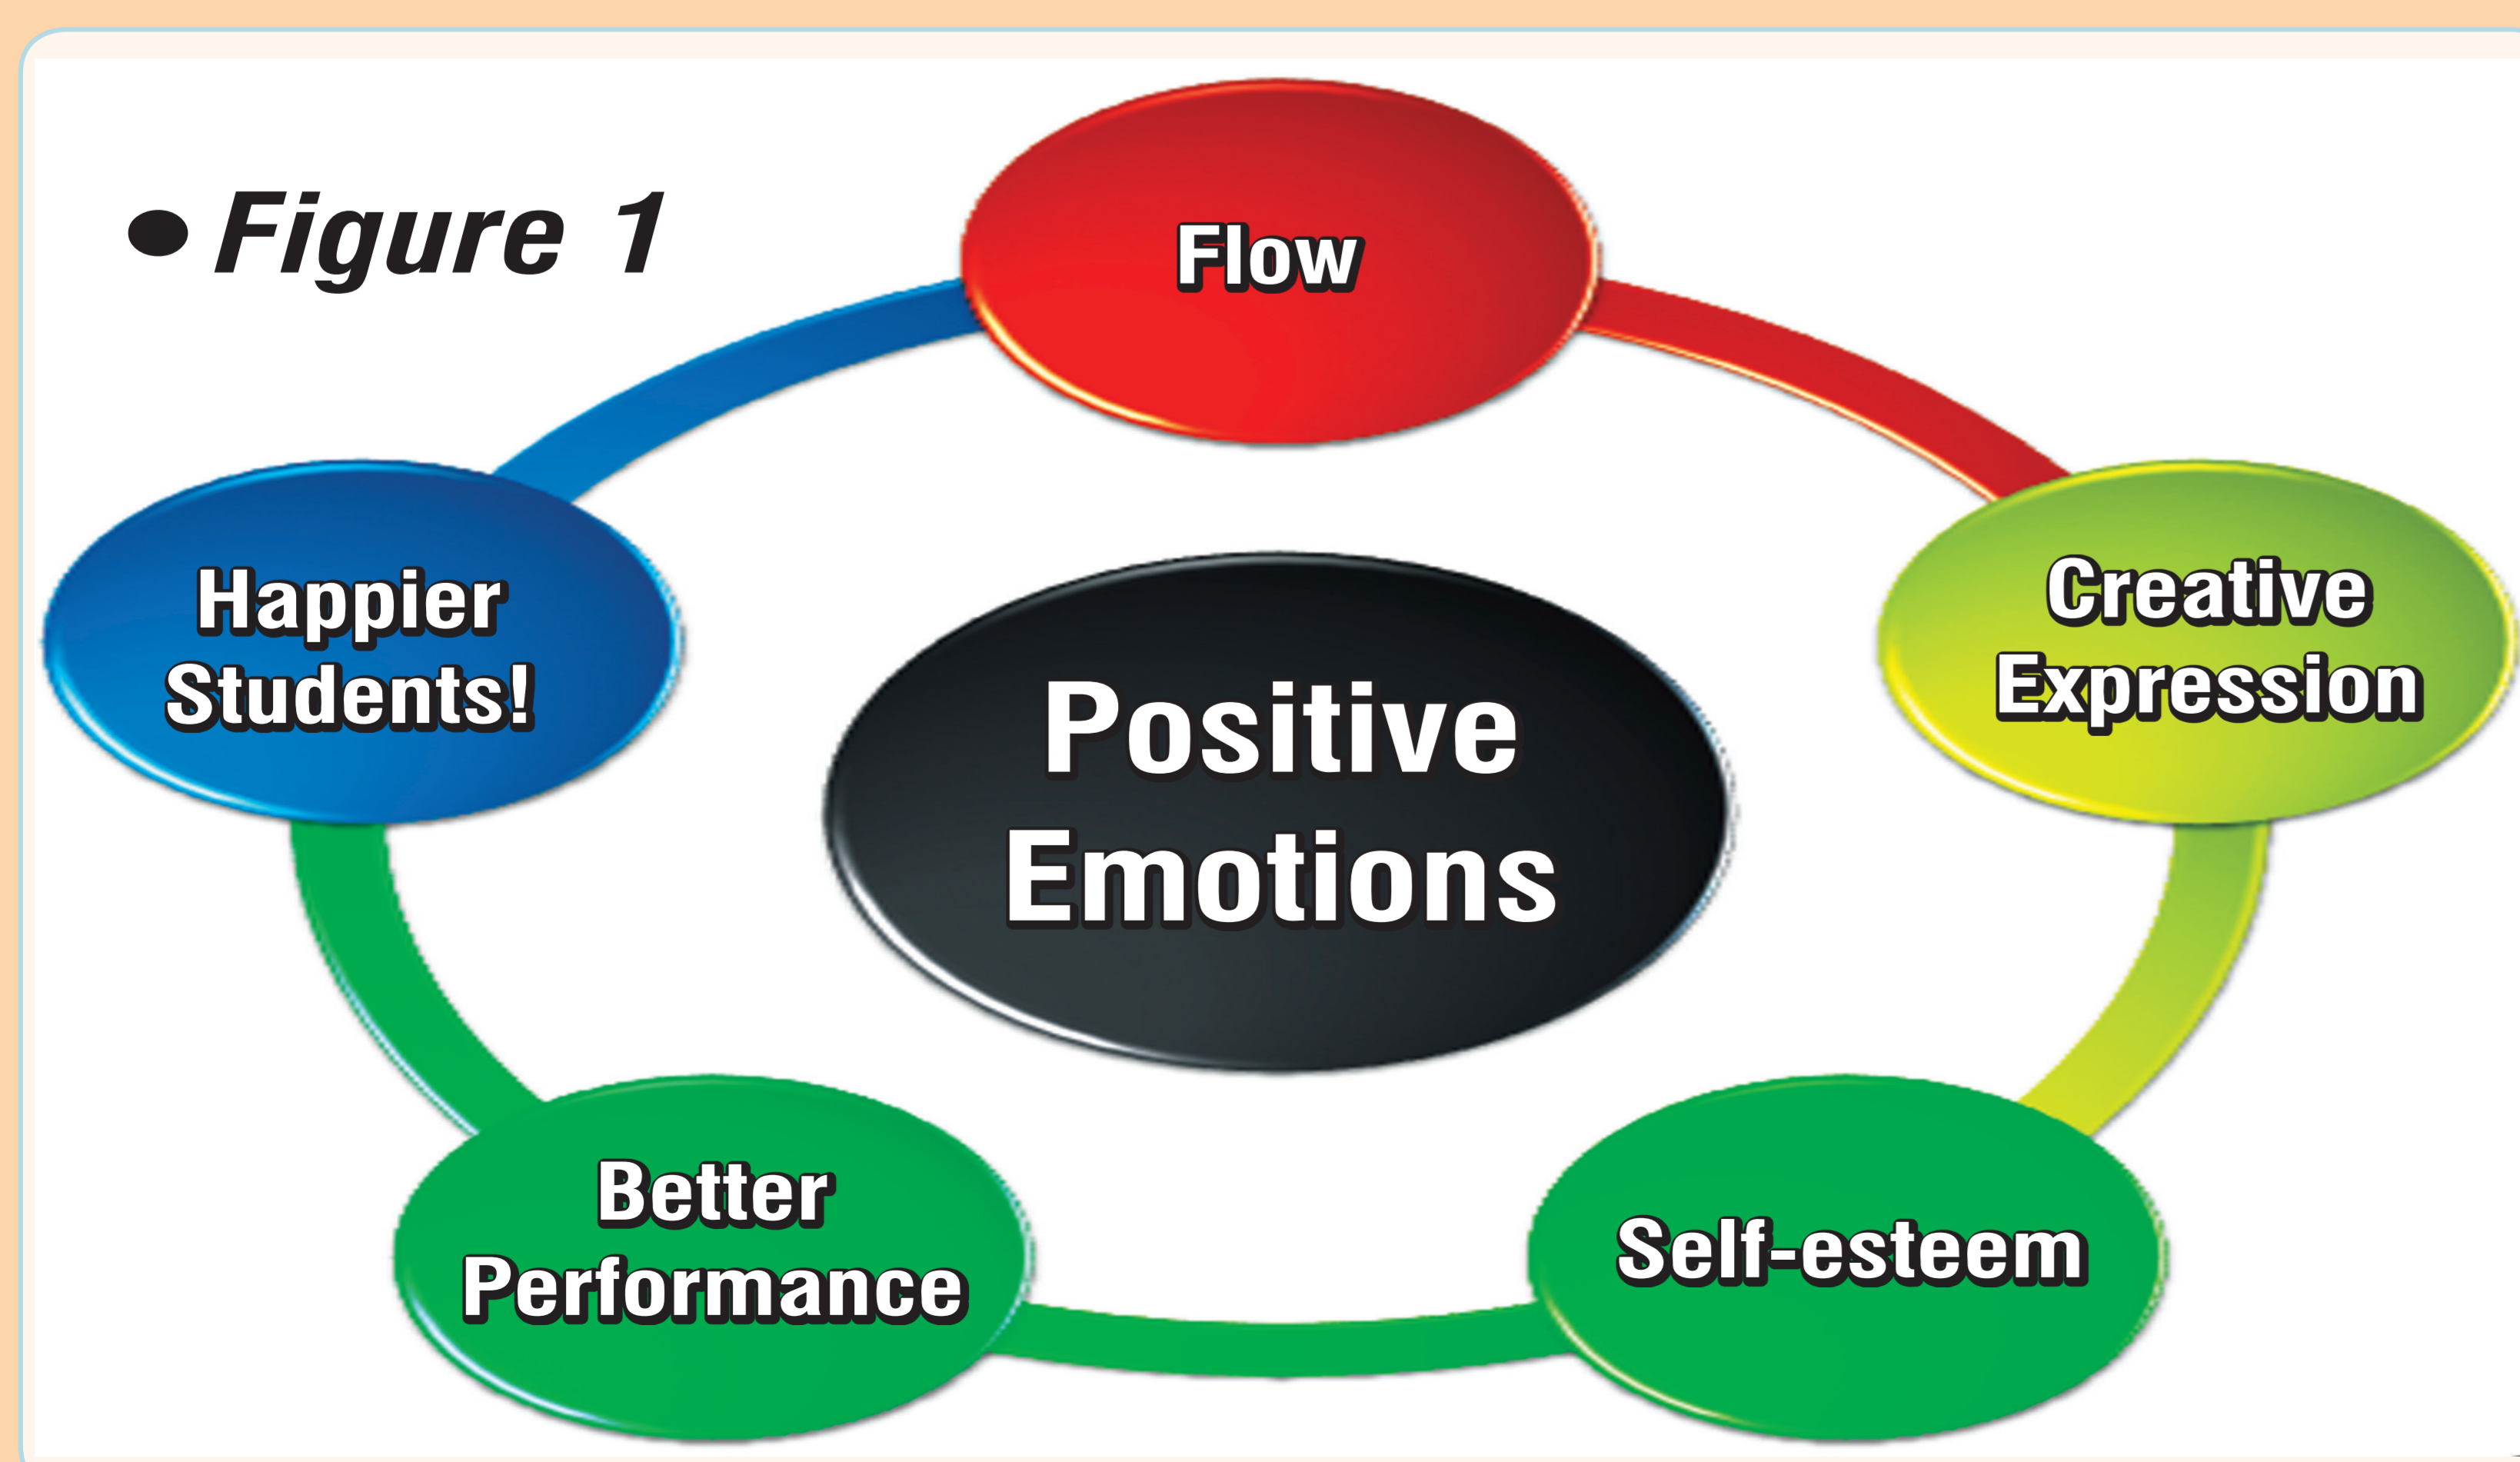 • Figure 1
Flow
Happier
Students!
Creative
Expression
Positive
Emotions
Better
Performance
Self-esteem